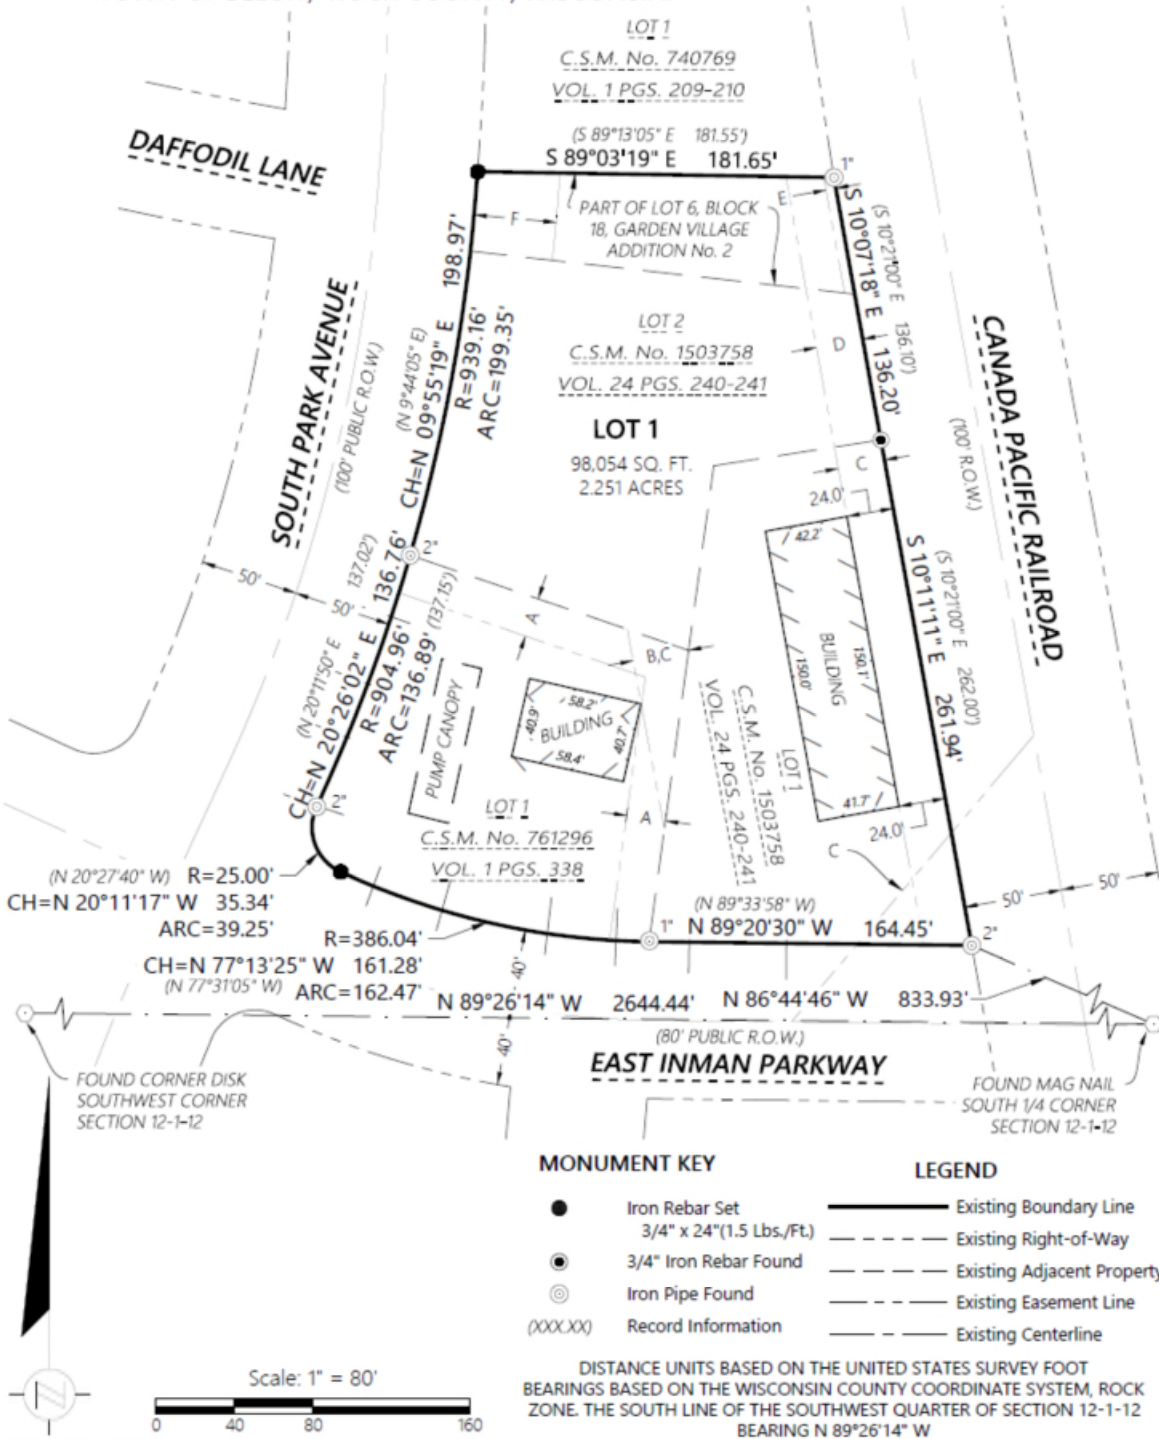 LOT 1
C.S.M. No. 740769
VOL. 1 PGS. 209-210
(S 89°13'05" E 181.55')
S 89°03'19" E 181.65'
1"
DAFFODIL LANE
E
F
PART OF LOT 6, BLOCK
18, GARDEN VILLAGE
ADDITION No. 2
(S 10°21'00" E 136.10')
S 10°07'18" E 136.20'
CH=N 09°55'19" E 198.97'
(N 9°44'05" E)
R=939.16'
ARC=199.35'
SOUTH PARK AVENUE
(100' PUBLIC R.O.W.)
LOT 2
C.S.M. No. 1503758
VOL. 24 PGS. 240-241
D
LOT 1
98,054 SQ. FT.
2.251 ACRES
CANADA PACIFIC RAILROAD
(100' R.O.W.)
C
24.0'
42.2'
BUILDING
150.0'
150.1'
41.7'
24.0'
S 10°11'11" E 261.94'
(S 10°21'00" E 262.00')
2"
50'
50'
CH=N 20°26'02" E 136.76'
(N 20°11'50" E 137.02')
R=904.96'
ARC=136.89' (137.15')
A
B,C
PUMP CANOPY
58.2'
40.9'
BUILDING
40.7'
58.4'
LOT 1
C.S.M. No. 1503758
VOL. 24 PGS. 240-241
2"
LOT 1
C.S.M. No. 761296
VOL. 1 PGS. 338
A
C
(N 20°27'40" W) R=25.00'
CH=N 20°11'17" W 35.34'
ARC=39.25'
(N 89°33'58" W)
1" N 89°20'30" W 164.45' 2"
50'
50'
R=386.04'
CH=N 77°13'25" W 161.28'
(N 77°31'05" W) ARC=162.47'
40'
40'
N 89°26'14" W 2644.44' N 86°44'46" W 833.93'
(80' PUBLIC R.O.W.)
EAST INMAN PARKWAY
FOUND CORNER DISK
SOUTHWEST CORNER
SECTION 12-1-12
FOUND MAG NAIL
SOUTH 1/4 CORNER
SECTION 12-1-12
MONUMENT KEY
Iron Rebar Set
3/4" x 24"(1.5 Lbs./Ft.)
3/4" Iron Rebar Found
Iron Pipe Found
(XXX.XX) Record Information
LEGEND
Existing Boundary Line
Existing Right-of-Way
Existing Adjacent Property
Existing Easement Line
Existing Centerline
N
Scale: 1" = 80'
0 40 80 160
DISTANCE UNITS BASED ON THE UNITED STATES SURVEY FOOT
BEARINGS BASED ON THE WISCONSIN COUNTY COORDINATE SYSTEM, ROCK
ZONE. THE SOUTH LINE OF THE SOUTHWEST QUARTER OF SECTION 12-1-12
BEARING N 89°26'14" W